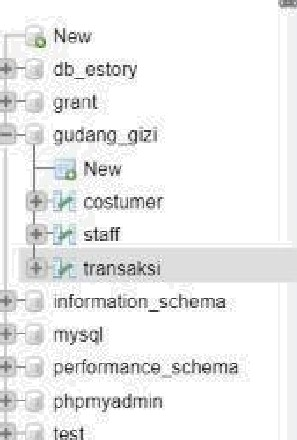 New
db_estory
grant
gudang_gizi
New
costumer
staff
transaksi
information_schema
mysql
performance_schema
phpmyadmin
test